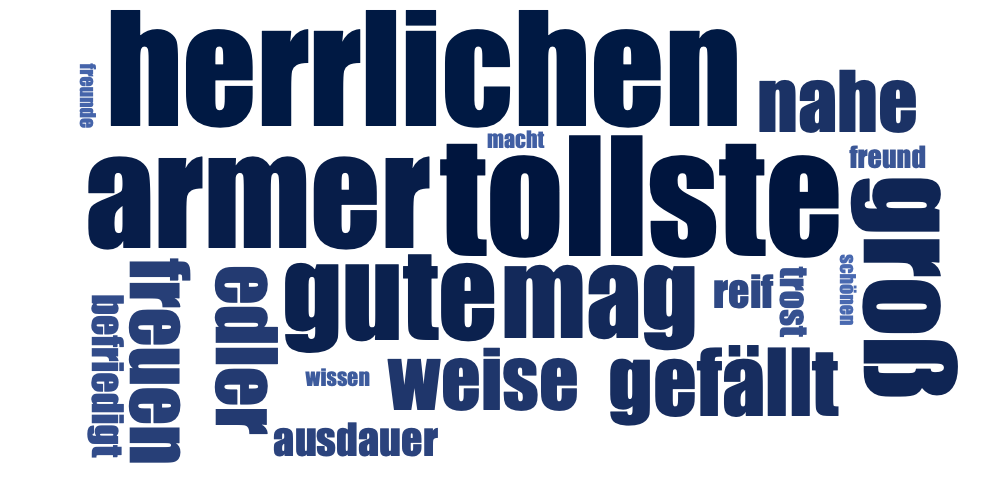 herrlichen
freunde
nahe
macht
freund
armer
tollste
groß
gute
mag
reif
trost
schönen
freuen
edler
befriedigt
weise
gefällt
wissen
ausdauer